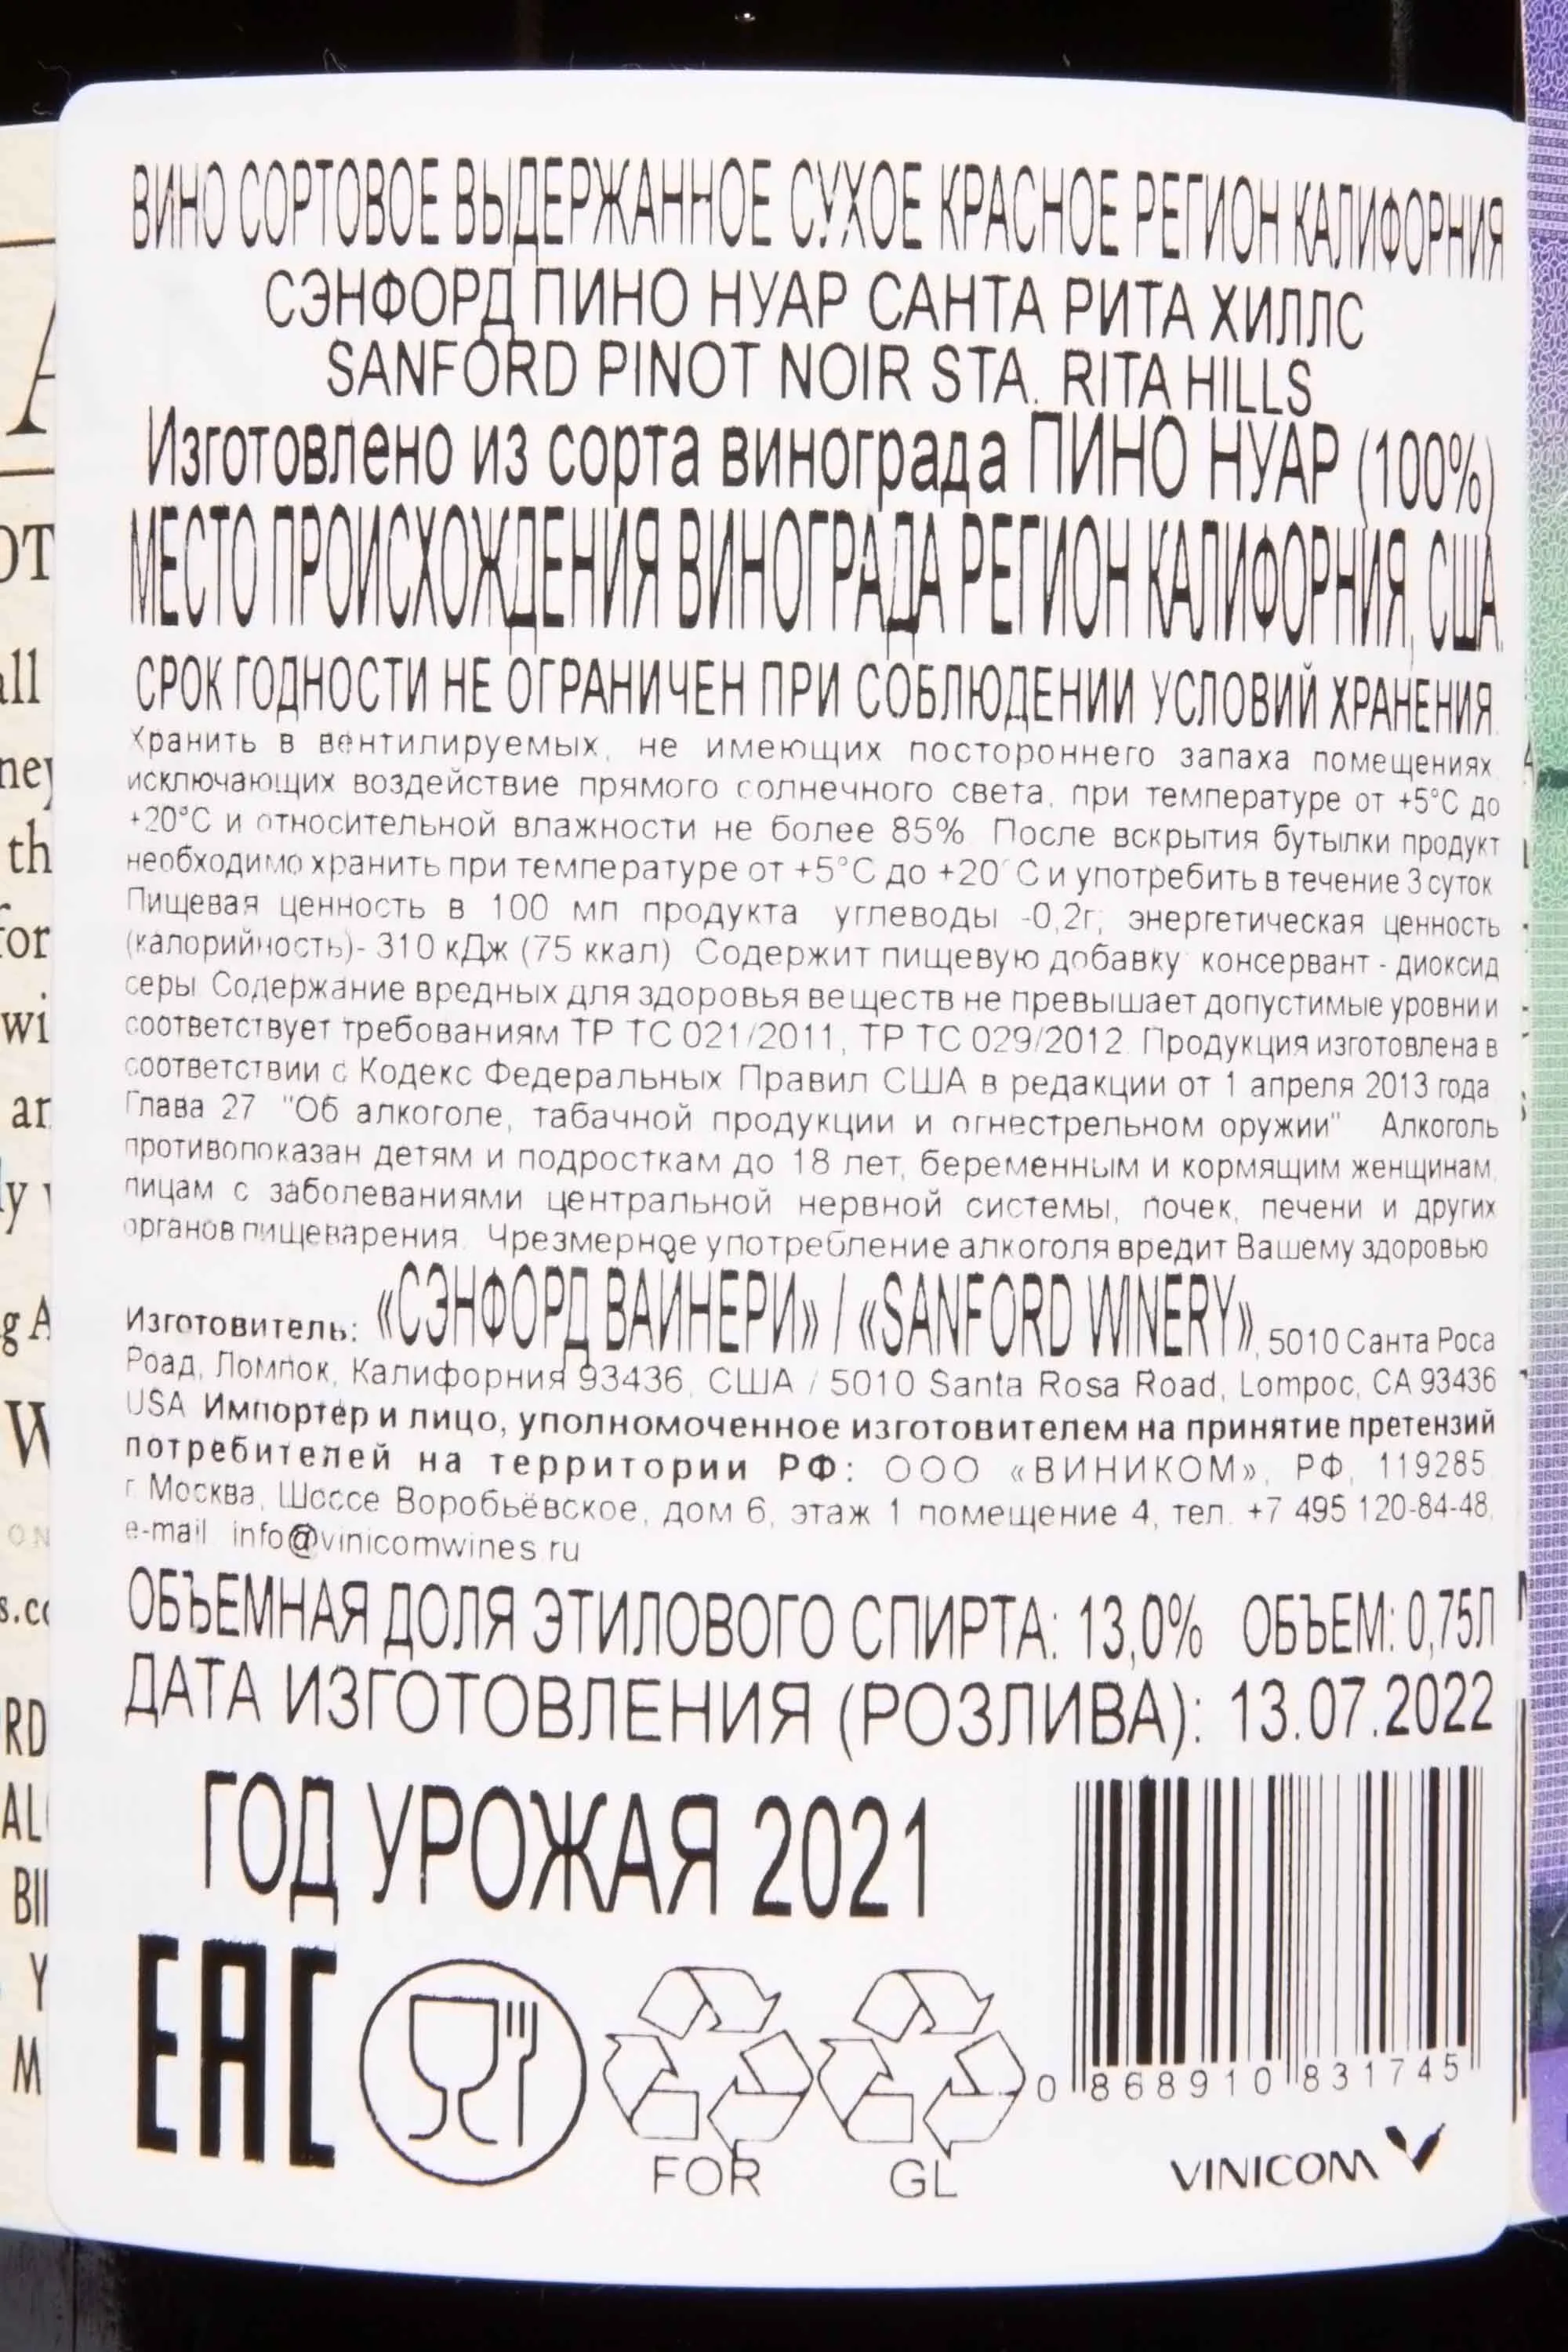 ВИНО СОРТОВОЕ ВЫДЕРЖАННОЕ СУХОЕ КРАСНОЕ РЕГИОН КАЛИФОРНИЯ
СЭНФОРД ПИНО НУАР САНТА РИТА ХИЛЛС
SANFORD PINOT NOIR STA. RITA HILLS
Изготовлено из сорта винограда ПИНО НУАР (100%)
МЕСТО ПРОИСХОЖДЕНИЯ ВИНОГРАДА РЕГИОН КАЛИФОРНИЯ, США.
СРОК ГОДНОСТИ НЕ ОГРАНИЧЕН ПРИ СОБЛЮДЕНИИ УСЛОВИЙ ХРАНЕНИЯ.
Хранить в вентилируемых, не имеющих постороннего запаха помещениях,
исключающих воздействие прямого солнечного света, при температуре от +5°С до
+20°С и относительной влажности не более 85%. После вскрытия бутылки продукт
необходимо хранить при температуре от +5°С до +20°С и употребить в течение 3 суток
Пищевая ценность в 100 мл продукта углеводы -0,2г; энергетическая ценность
(калорийность)- 310 кДж (75 ккал) Содержит пищевую добавку: консервант - диоксид
серы Содержание вредных для здоровья веществ не превышает допустимые уровни и
соответствует требованиям ТР ТС 021/2011, ТР ТС 029/2012. Продукция изготовлена в
соответствии с Кодекс Федеральных Правил США в редакции от 1 апреля 2013 года
Глава 27 "Об алкоголе, табачной продукции и огнестрельном оружии" Алкоголь
противопоказан детям и подросткам до 18 лет, беременным и кормящим женщинам,
лицам с заболеваниями центральной нервной системы, почек, печени и других
органов пищеварения. Чрезмерное употребление алкоголя вредит Вашему здоровью
Изготовитель: «СЭНФОРД ВАЙНЕРИ» / «SANFORD WINERY», 5010 Санта Роса
Роад, Ломпок, Калифорния 93436, США / 5010 Santa Rosa Road, Lompoc, CA 93436
USA Импортер и лицо, уполномоченное изготовителем на принятие претензий
потребителей на территории РФ: ООО «ВИНИКОМ», РФ, 119285,
г. Москва, Шоссе Воробьёвское, дом 6, этаж 1 помещение 4, тел. +7 495 120-84-48,
e-mail info@vinicomwines.ru
ОБЪЕМНАЯ ДОЛЯ ЭТИЛОВОГО СПИРТА: 13,0% ОБЪЕМ: 0,75Л
ДАТА ИЗГОТОВЛЕНИЯ (РОЗЛИВА): 13.07.2022
ГОД УРОЖАЯ 2021
EAC
FOR
GL
0 868910 831745
VINICOM